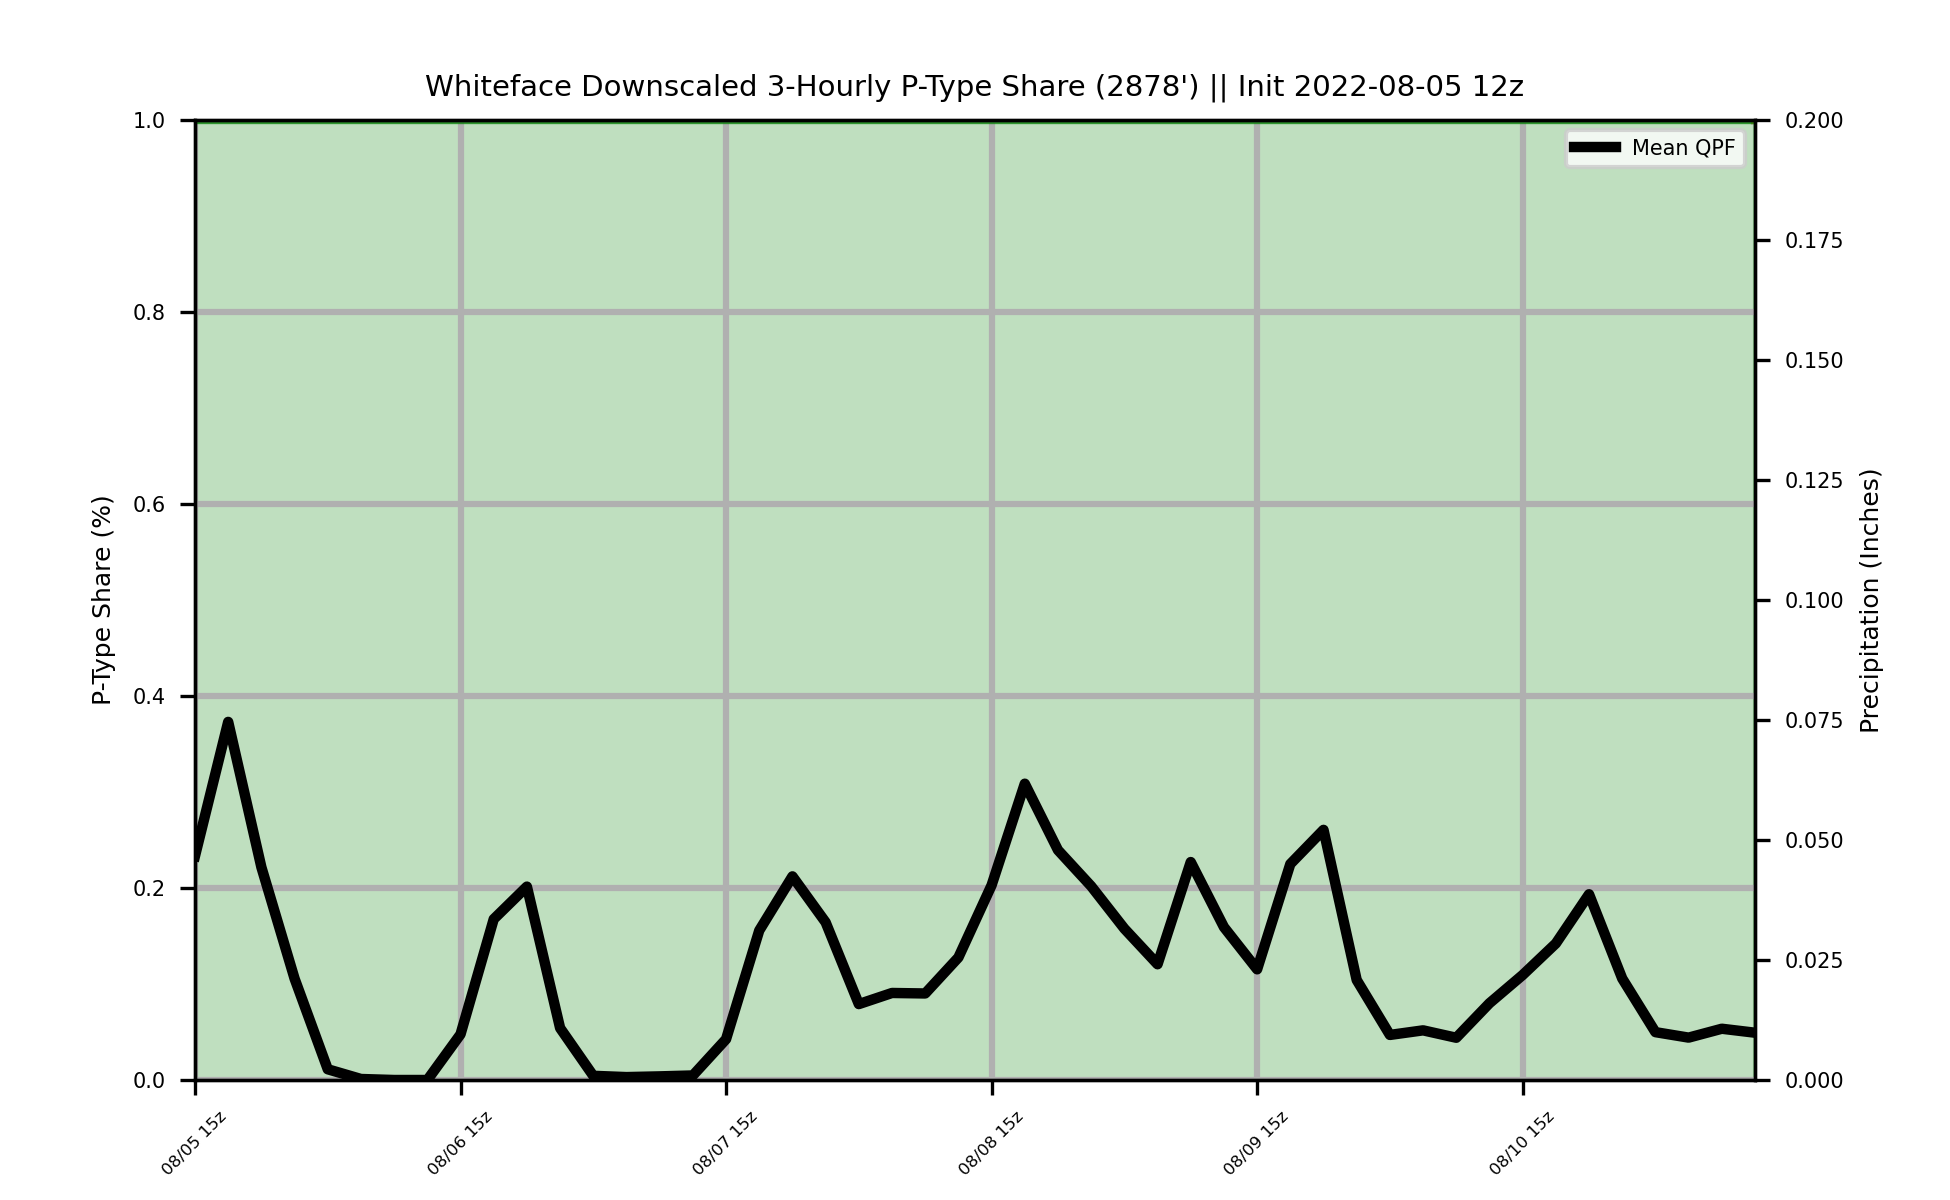 Whiteface Downscaled 3-Hourly P-Type Share (2878') || Init 2022-08-05 12z
Mean QPF
P-Type Share (%)
1.0
0.8
0.6
0.4
0.2
0.0
0.200
0.175
0.150
0.125
0.100
0.075
0.050
0.025
0.000
Precipitation (Inches)
08/05 15z
08/06 15z
08/07 15z
08/08 15z
08/09 15z
08/10 15z